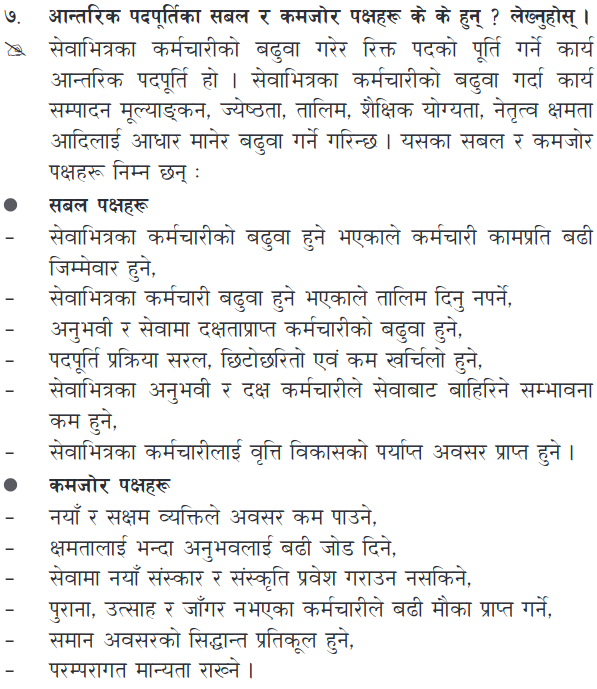 ७. आन्तरिक पदपूर्तिका सबल र कमजोर पक्षहरू के के हुन् ? लेख्नुहोस् ।
सेवाभित्रका कर्मचारीको बढुवा गरेर रिक्त पदको पूर्ति गर्ने कार्य
आन्तरिक पदपूर्ति हो । सेवाभित्रका कर्मचारीको बढुवा गर्दा कार्य
सम्पादन मूल्याङ्कन, ज्येष्ठता, तालिम, शैक्षिक योग्यता, नेतृत्व क्षमता
आदिलाई आधार मानेर बढुवा गर्ने गरिन्छ । यसका सबल र कमजोर
पक्षहरू निम्न छन् :
● सबल पक्षहरू
– सेवाभित्रका कर्मचारीको बढुवा हुने भएकाले कर्मचारी कामप्रति बढी
जिम्मेवार हुने,
– सेवाभित्रका कर्मचारी बढुवा हुने भएकाले तालिम दिनु नपर्ने,
– अनुभवी र सेवामा दक्षताप्राप्त कर्मचारीको बढुवा हुने,
– पदपूर्ति प्रक्रिया सरल, छिटोछरितो एवं कम खर्चिलो हुने,
– सेवाभित्रका अनुभवी र दक्ष कर्मचारीले सेवाबाट बाहिरिने सम्भावना
कम हुने,
– सेवाभित्रका कर्मचारीलाई वृत्ति विकासको पर्याप्त अवसर प्राप्त हुने ।
● कमजोर पक्षहरू
– नयाँ र सक्षम व्यक्तिले अवसर कम पाउने,
– क्षमतालाई भन्दा अनुभवलाई बढी जोड दिने,
– सेवामा नयाँ संस्कार र संस्कृति प्रवेश गराउन नसकिने,
– पुराना, उत्साह र जाँगर नभएका कर्मचारीले बढी मौका प्राप्त गर्ने,
– समान अवसरको सिद्धान्त प्रतिकूल हुने,
– परम्परागत मान्यता राख्ने ।